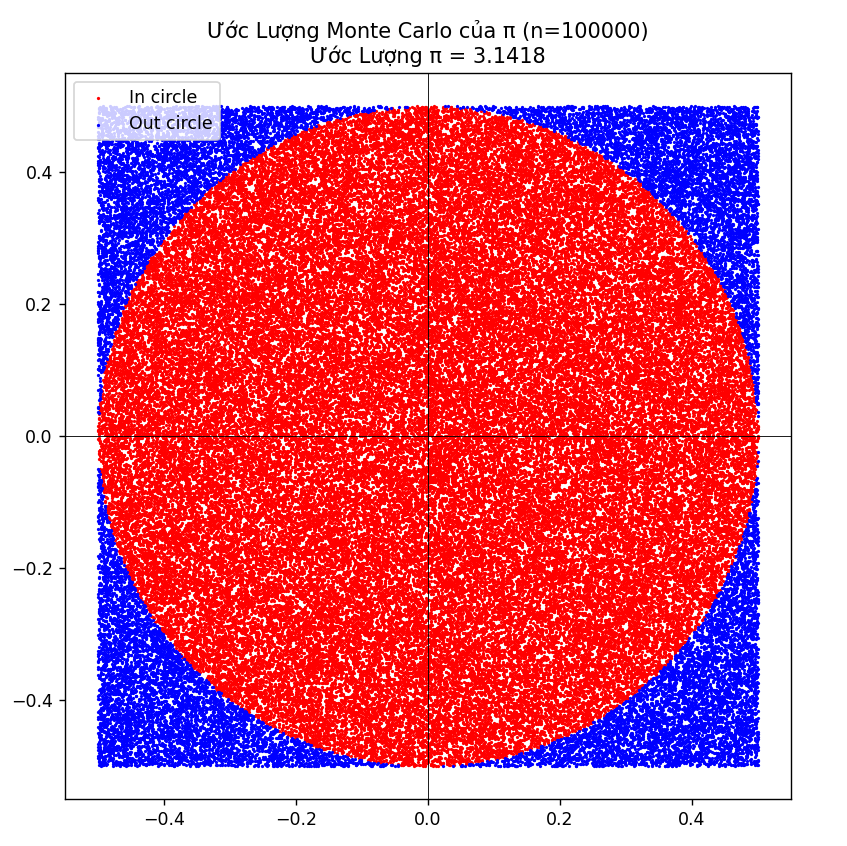 Ước Lượng Monte Carlo của π (n=100000)
Ước Lượng π = 3.1418
In circle
Out circle
0.4
0.2
0.0
−0.2
−0.4
−0.4 −0.2 0.0 0.2 0.4